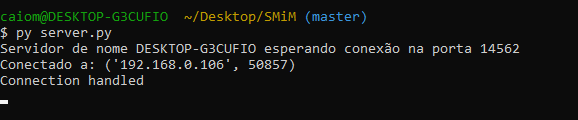 caiom@DESKTOP-G3CUFIO ~/Desktop/SMiM (master)
$ py server.py
Servidor de nome DESKTOP-G3CUFIO esperando conexão na porta 14562
Conectado a: ('192.168.0.106', 50857)
Connection handled